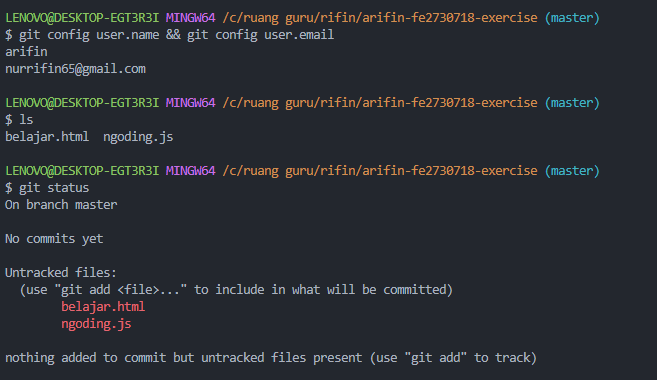 LENOVO@DESKTOP-EGT3R3I MINGW64 /c/ruang guru/rifin/arifin-fe2730718-exercise (master)
$ git config user.name && git config user.email
arifin
nurrifin65@gmail.com
LENOVO@DESKTOP-EGT3R3I MINGW64 /c/ruang guru/rifin/arifin-fe2730718-exercise (master)
$ ls
belajar.html  ngoding.js
LENOVO@DESKTOP-EGT3R3I MINGW64 /c/ruang guru/rifin/arifin-fe2730718-exercise (master)
$ git status
On branch master
No commits yet
Untracked files:
  (use "git add <file>..." to include in what will be committed)
        belajar.html
        ngoding.js
nothing added to commit but untracked files present (use "git add" to track)